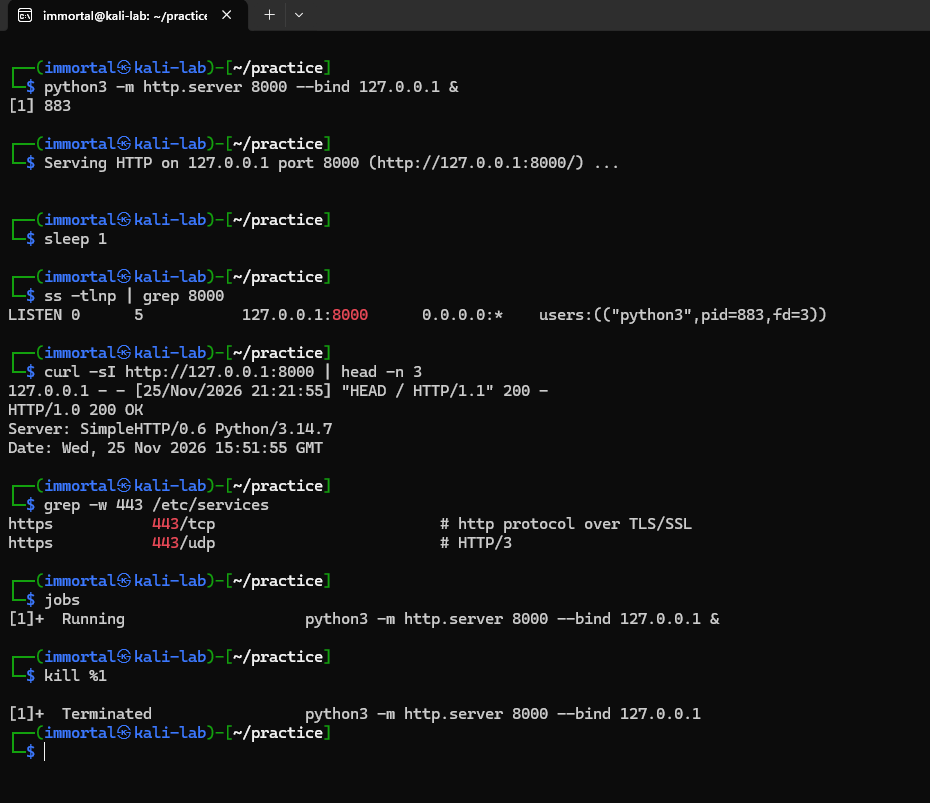 immortal@kali-lab: ~/practice
┌──(immortal㉿kali-lab)-[~/practice]
└─$ python3 -m http.server 8000 --bind 127.0.0.1 &
[1] 883
┌──(immortal㉿kali-lab)-[~/practice]
└─$ Serving HTTP on 127.0.0.1 port 8000 (http://127.0.0.1:8000/) ...
┌──(immortal㉿kali-lab)-[~/practice]
└─$ sleep 1
┌──(immortal㉿kali-lab)-[~/practice]
└─$ ss -tlnp | grep 8000
LISTEN 0      5           127.0.0.1:8000      0.0.0.0:*    users:(("python3",pid=883,fd=3))
┌──(immortal㉿kali-lab)-[~/practice]
└─$ curl -sI http://127.0.0.1:8000 | head -n 3
127.0.0.1 - - [25/Nov/2026 21:21:55] "HEAD / HTTP/1.1" 200 -
HTTP/1.0 200 OK
Server: SimpleHTTP/0.6 Python/3.14.7
Date: Wed, 25 Nov 2026 15:51:55 GMT
┌──(immortal㉿kali-lab)-[~/practice]
└─$ grep -w 443 /etc/services
https           443/tcp                         # http protocol over TLS/SSL
https           443/udp                         # HTTP/3
┌──(immortal㉿kali-lab)-[~/practice]
└─$ jobs
[1]+  Running                    python3 -m http.server 8000 --bind 127.0.0.1 &
┌──(immortal㉿kali-lab)-[~/practice]
└─$ kill %1
[1]+  Terminated                 python3 -m http.server 8000 --bind 127.0.0.1
┌──(immortal㉿kali-lab)-[~/practice]
└─$